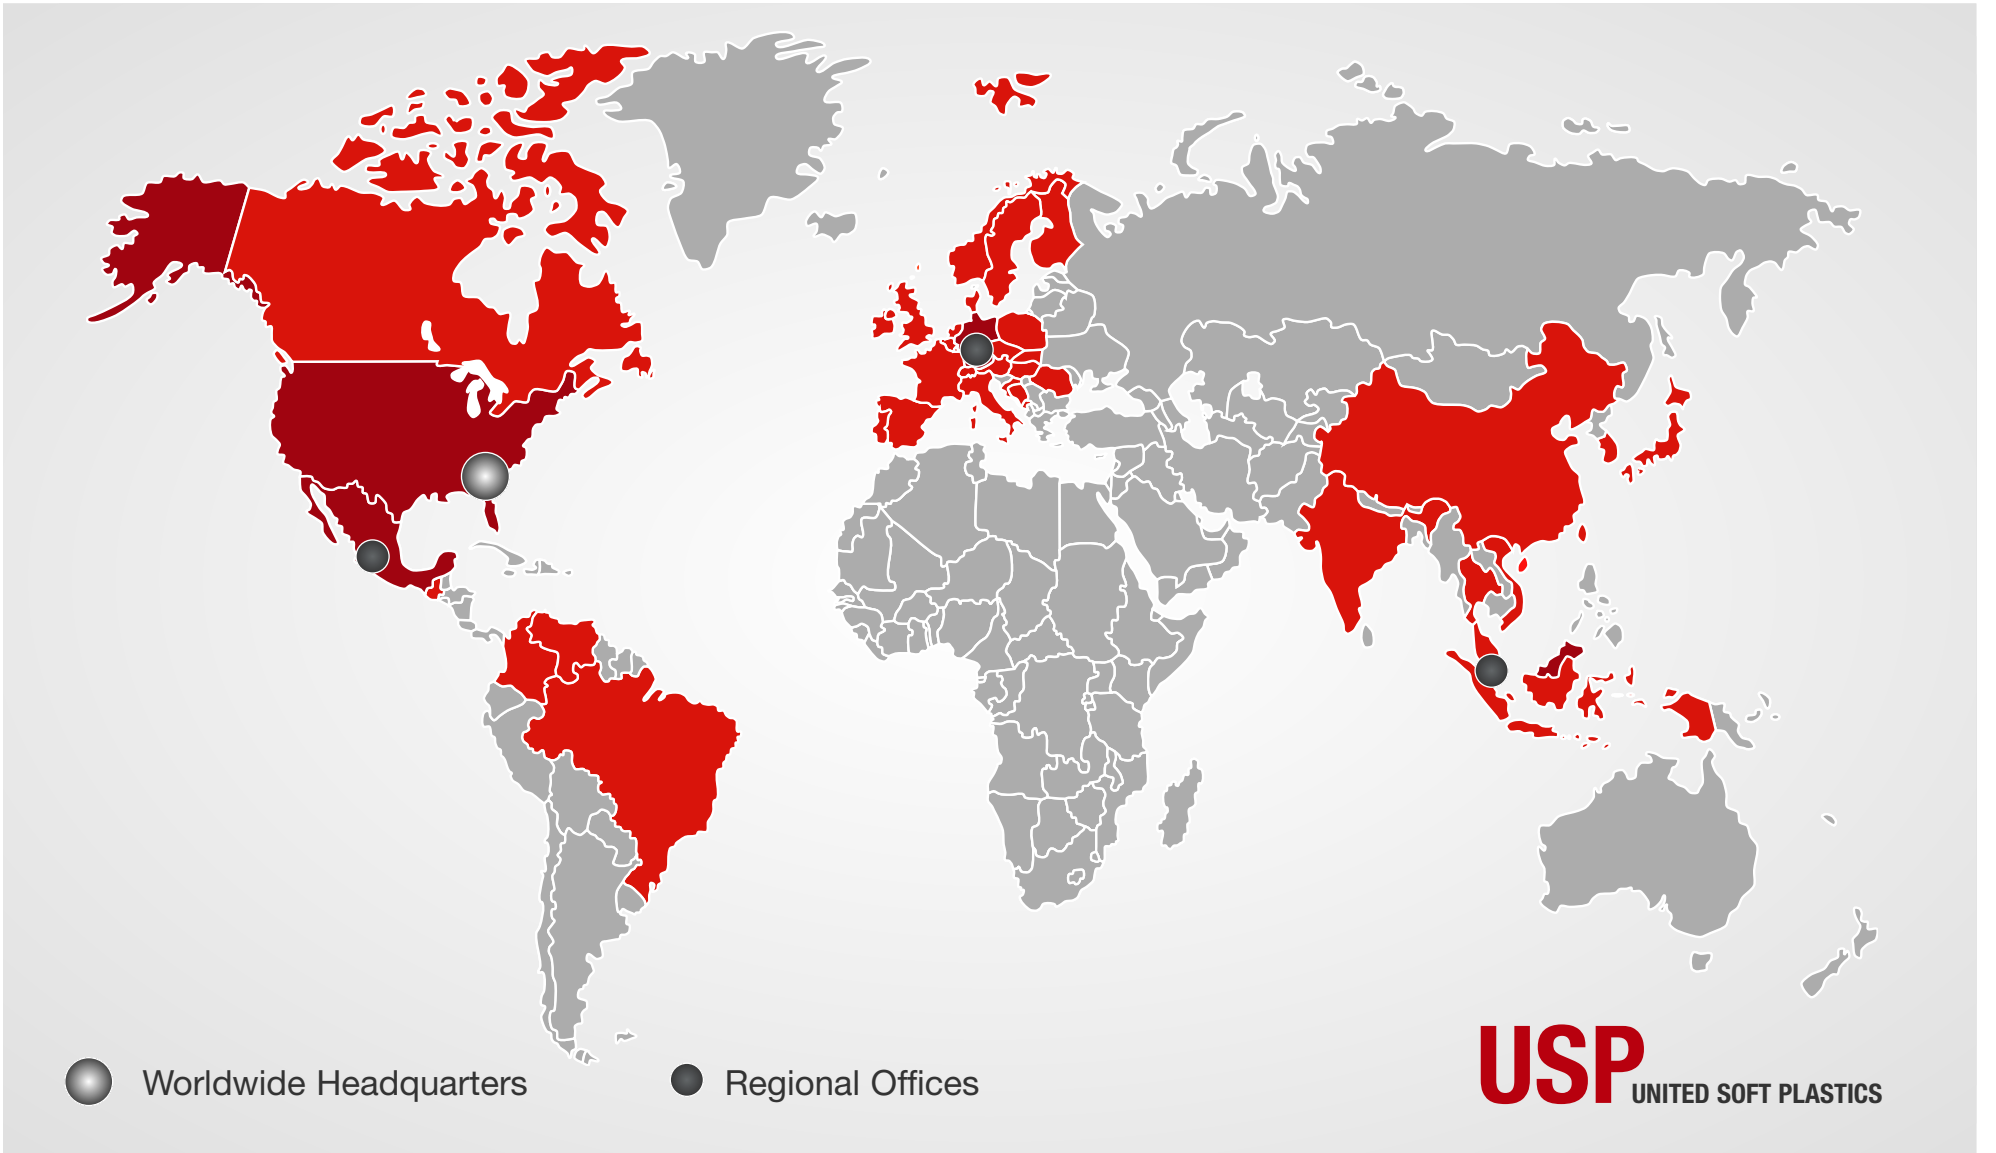 Worldwide Headquarters
Regional Offices
USP
UNITED SOFT PLASTICS